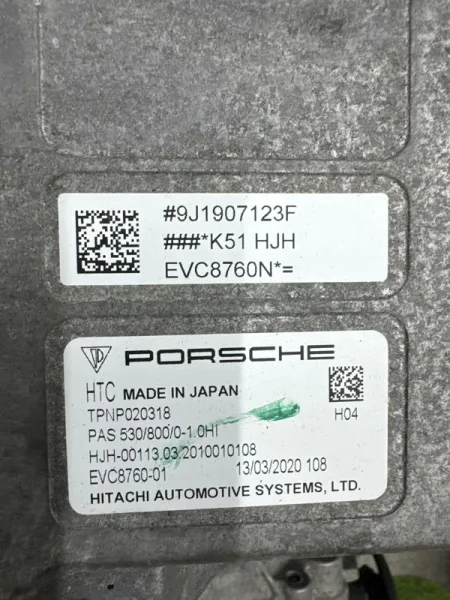 #9J1907123F
###*K51 HJH
EVC8760N*=
PORSCHE
HTC MADE IN JAPAN
TPNP020318
H04
PAS 530/800/0-1.0HI
HJH-00113.03.2010010108
EVC8760-01 13/03/2020 108
HITACHI AUTOMOTIVE SYSTEMS, LTD.